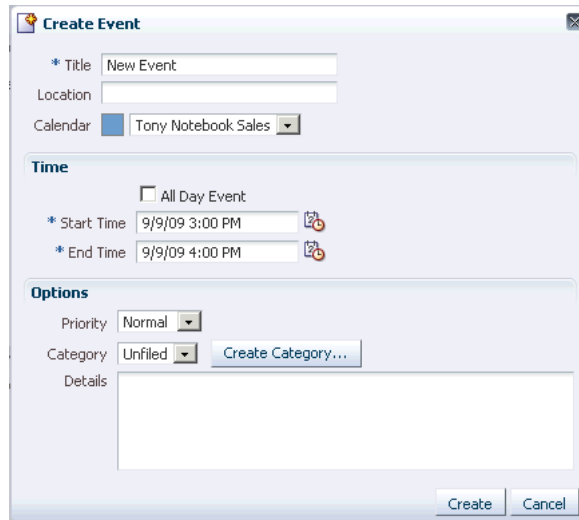 Create Event
* Title New Event
Location
Calendar Tony Notebook Sales
Time
All Day Event
* Start Time 9/9/09 3:00 PM
* End Time 9/9/09 4:00 PM
Options
Priority Normal
Category Unfiled Create Category...
Details
Create Cancel